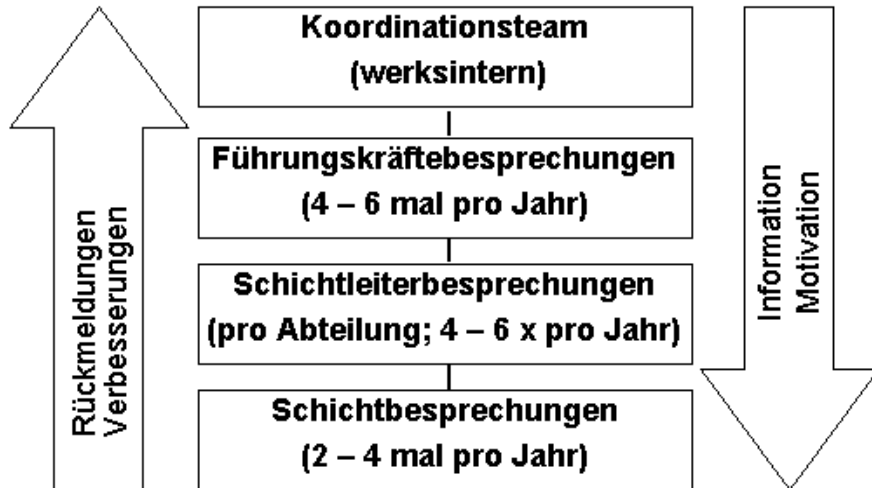 Koordinationsteam
(werksintern)
Führungskräftebesprechungen
(4 – 6 mal pro Jahr)
Schichtleiterbesprechungen
(pro Abteilung; 4 – 6 x pro Jahr)
Schichtbesprechungen
(2 – 4 mal pro Jahr)
Rückmeldungen
Verbesserungen
Information
Motivation